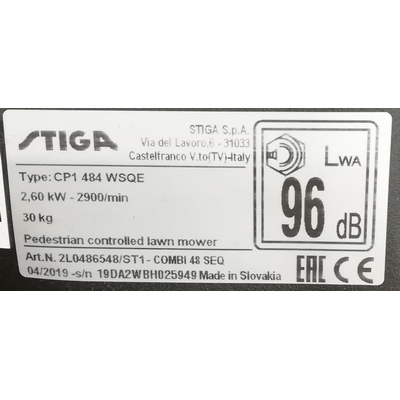 STIGA
STIGA S.p.A.
Via del Lavoro,6 - 31033
Castelfranco V.to(TV)-Italy
Type: CP1 484 WSQE
2,60 kW - 2900/min
30 kg
Pedestrian controlled lawn mower
Art.N. 2L0486548/ST1 - COMBI 48 SEQ
04/2019 -s/n 19DA2WBH025949 Made in Slovakia
LWA
96 dB
EAC CE